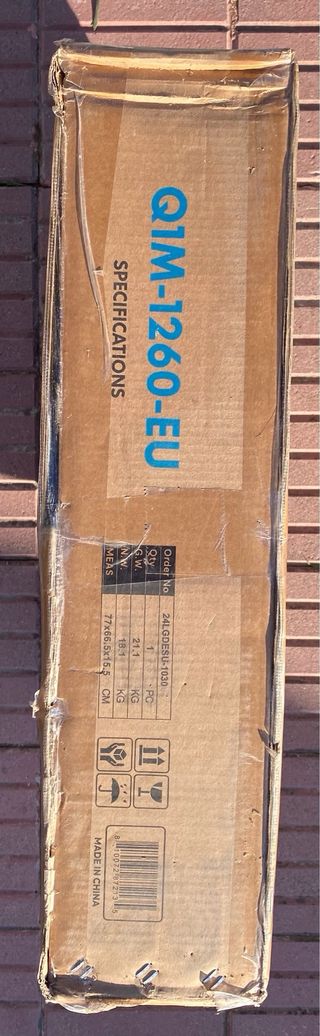 Q1M-1260-EU
SPECIFICATIONS
Order No. 24LGDESU-1030
Qty 1 PC
G.W. 21.1 KG
N.W. 18.1 KG
MEAS 77x66.5x15.5 CM
MADE IN CHINA